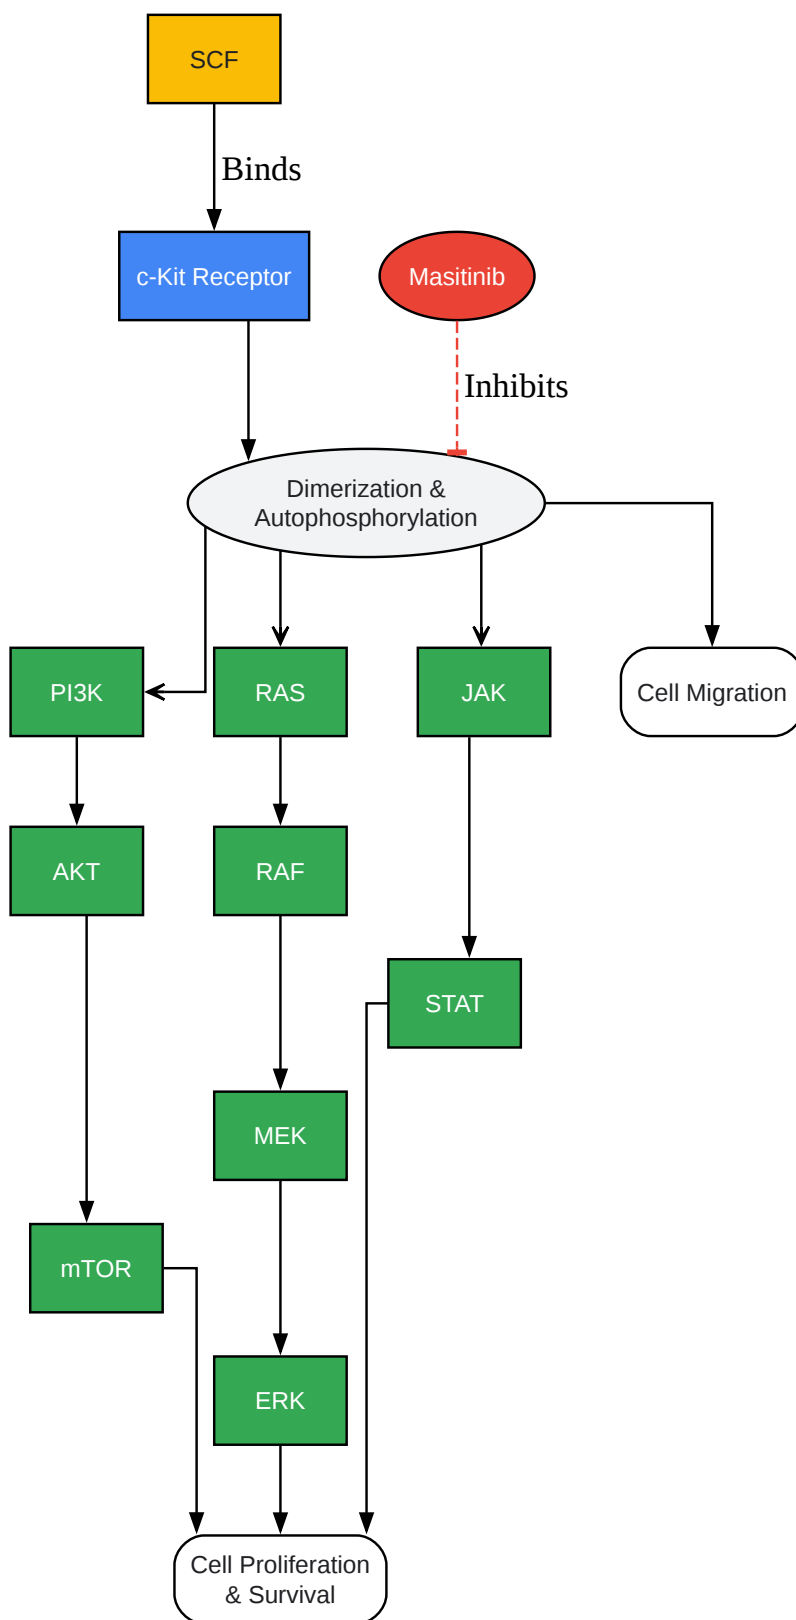 SCF
Binds
c-Kit Receptor
Masitinib
Inhibits
Dimerization &
Autophosphorylation
PI3K
RAS
JAK
Cell Migration
AKT
RAF
STAT
MEK
mTOR
ERK
Cell Proliferation
& Survival